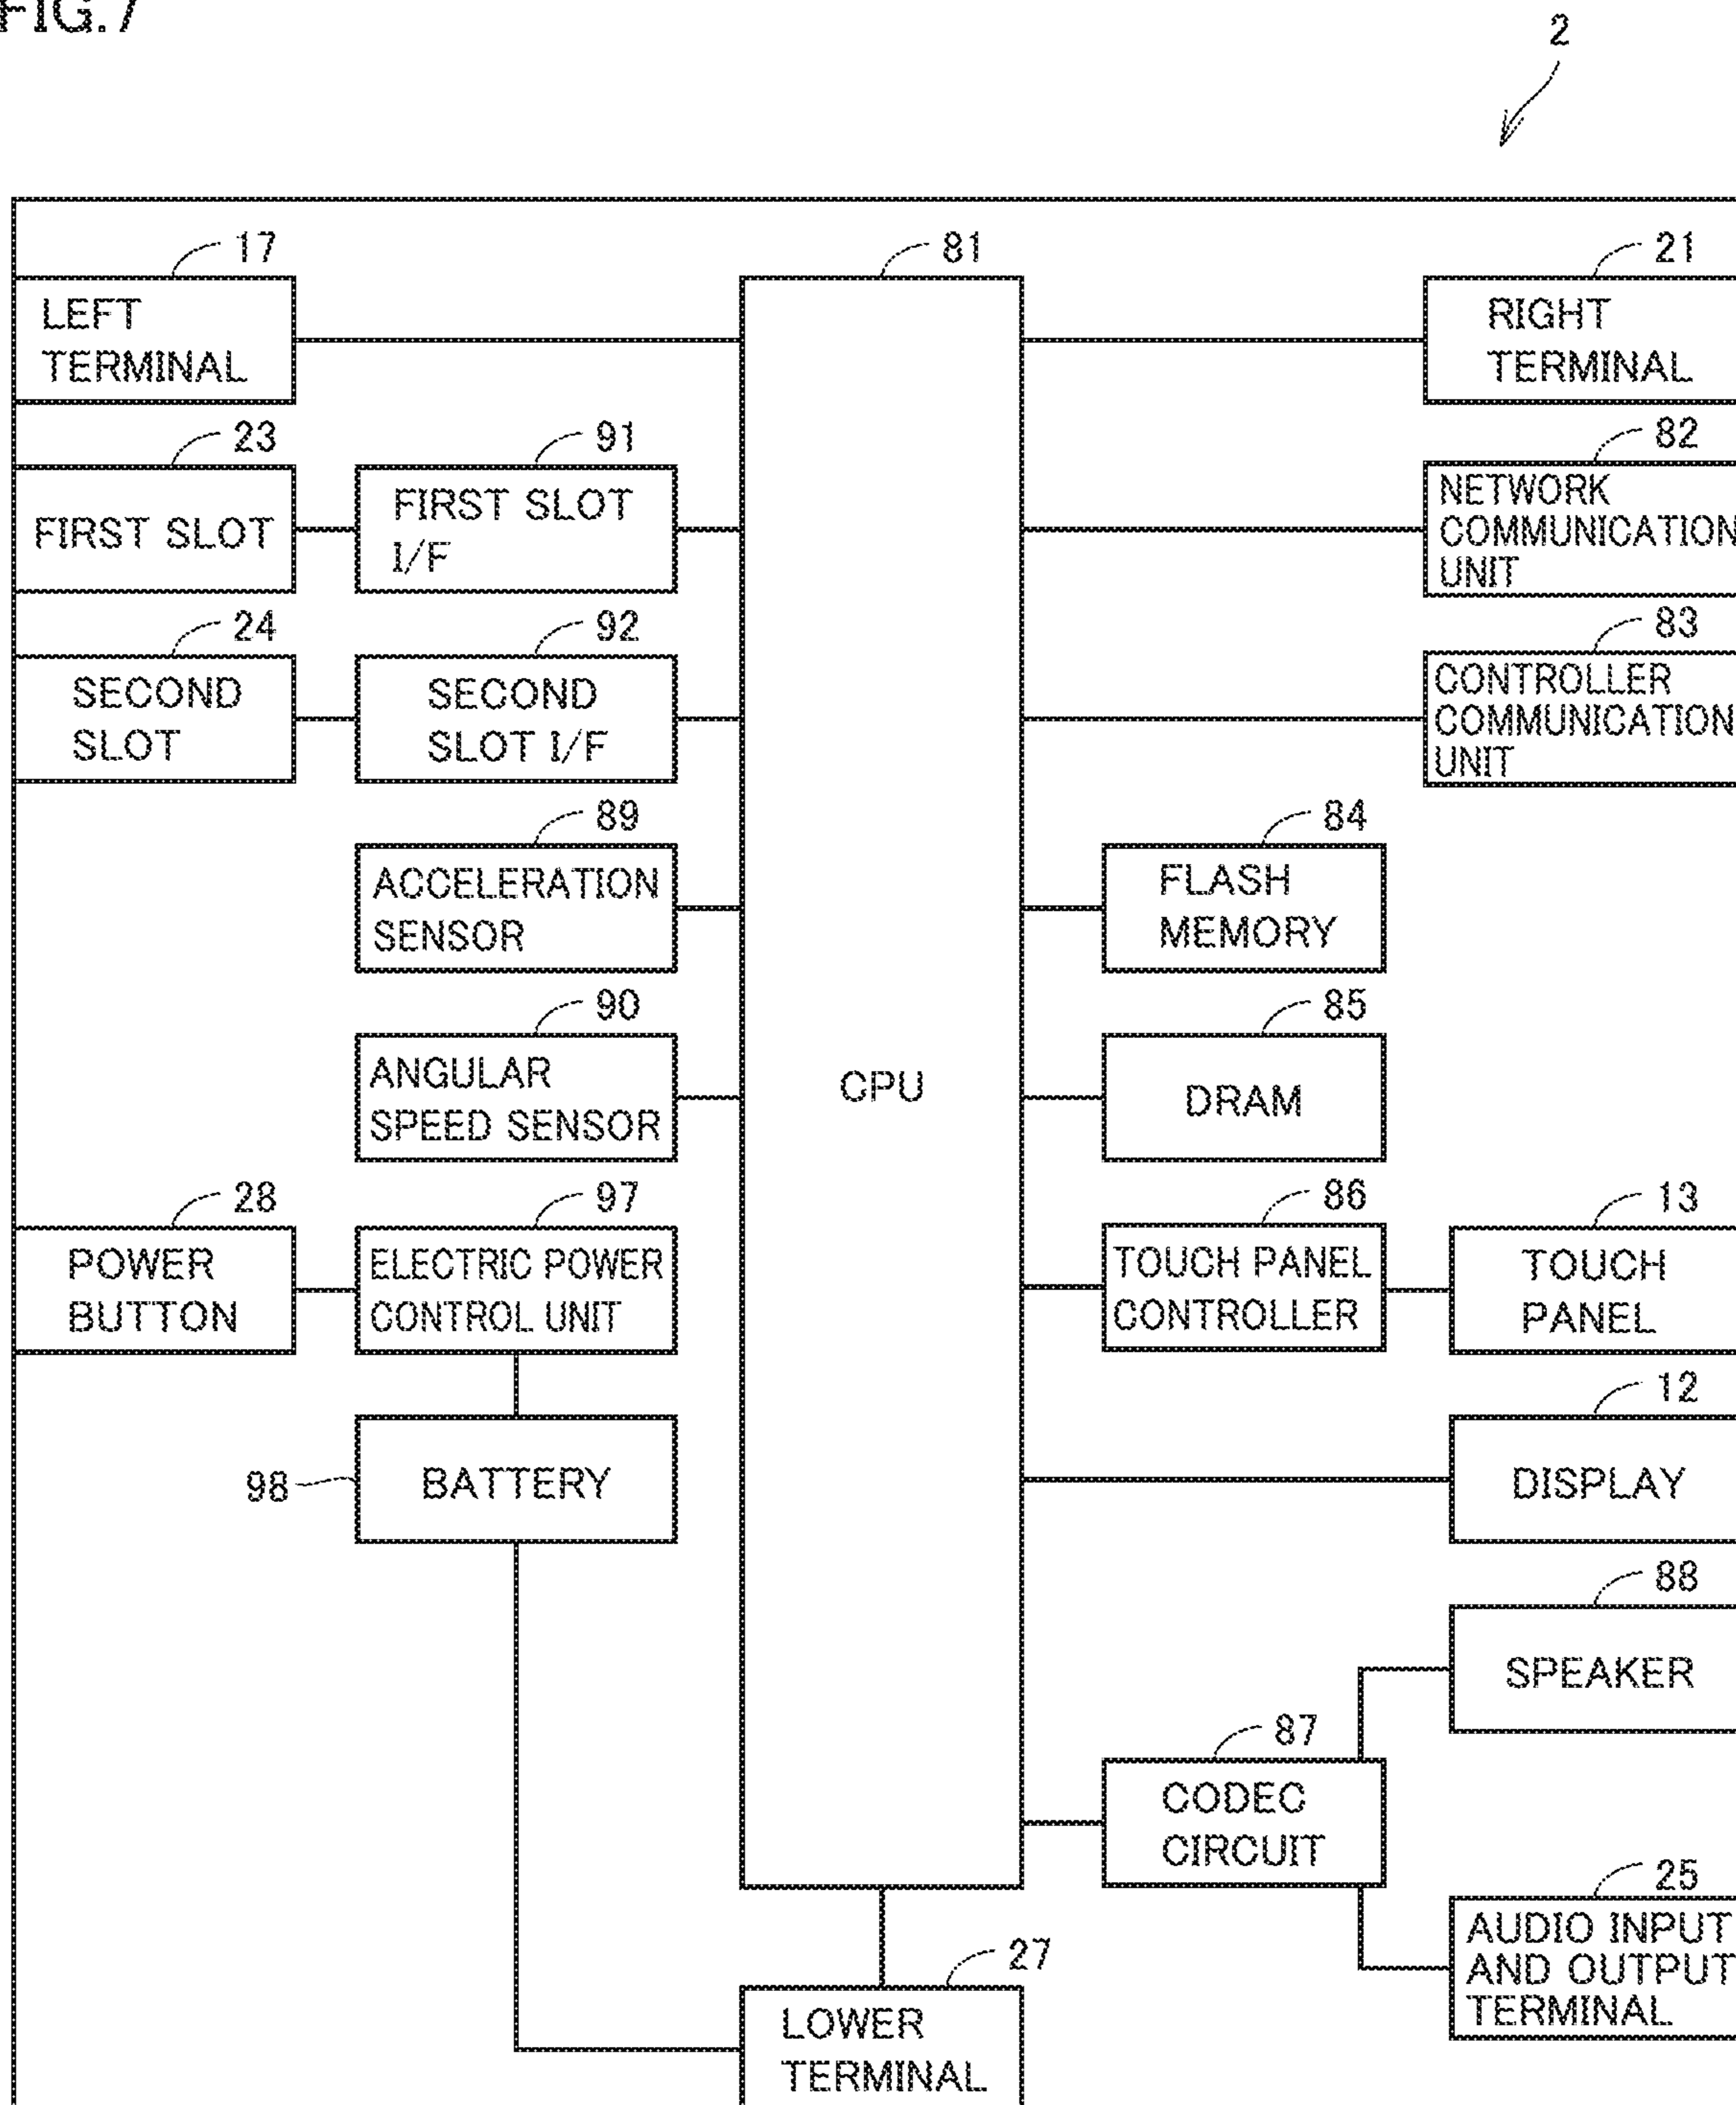 FIG.7
2
17
81
21
LEFT
TERMINAL
RIGHT
TERMINAL
23
91
82
FIRST SLOT
FIRST SLOT
I/F
NETWORK
COMMUNICATION
UNIT
24
92
83
SECOND
SLOT
SECOND
SLOT I/F
CONTROLLER
COMMUNICATION
UNIT
89
84
ACCELERATION
SENSOR
FLASH
MEMORY
90
85
ANGULAR
SPEED SENSOR
CPU
DRAM
28
97
86
13
POWER
BUTTON
ELECTRIC POWER
CONTROL UNIT
TOUCH PANEL
CONTROLLER
TOUCH
PANEL
12
98
BATTERY
DISPLAY
88
SPEAKER
87
CODEC
CIRCUIT
25
AUDIO INPUT
AND OUTPUT
TERMINAL
27
LOWER
TERMINAL